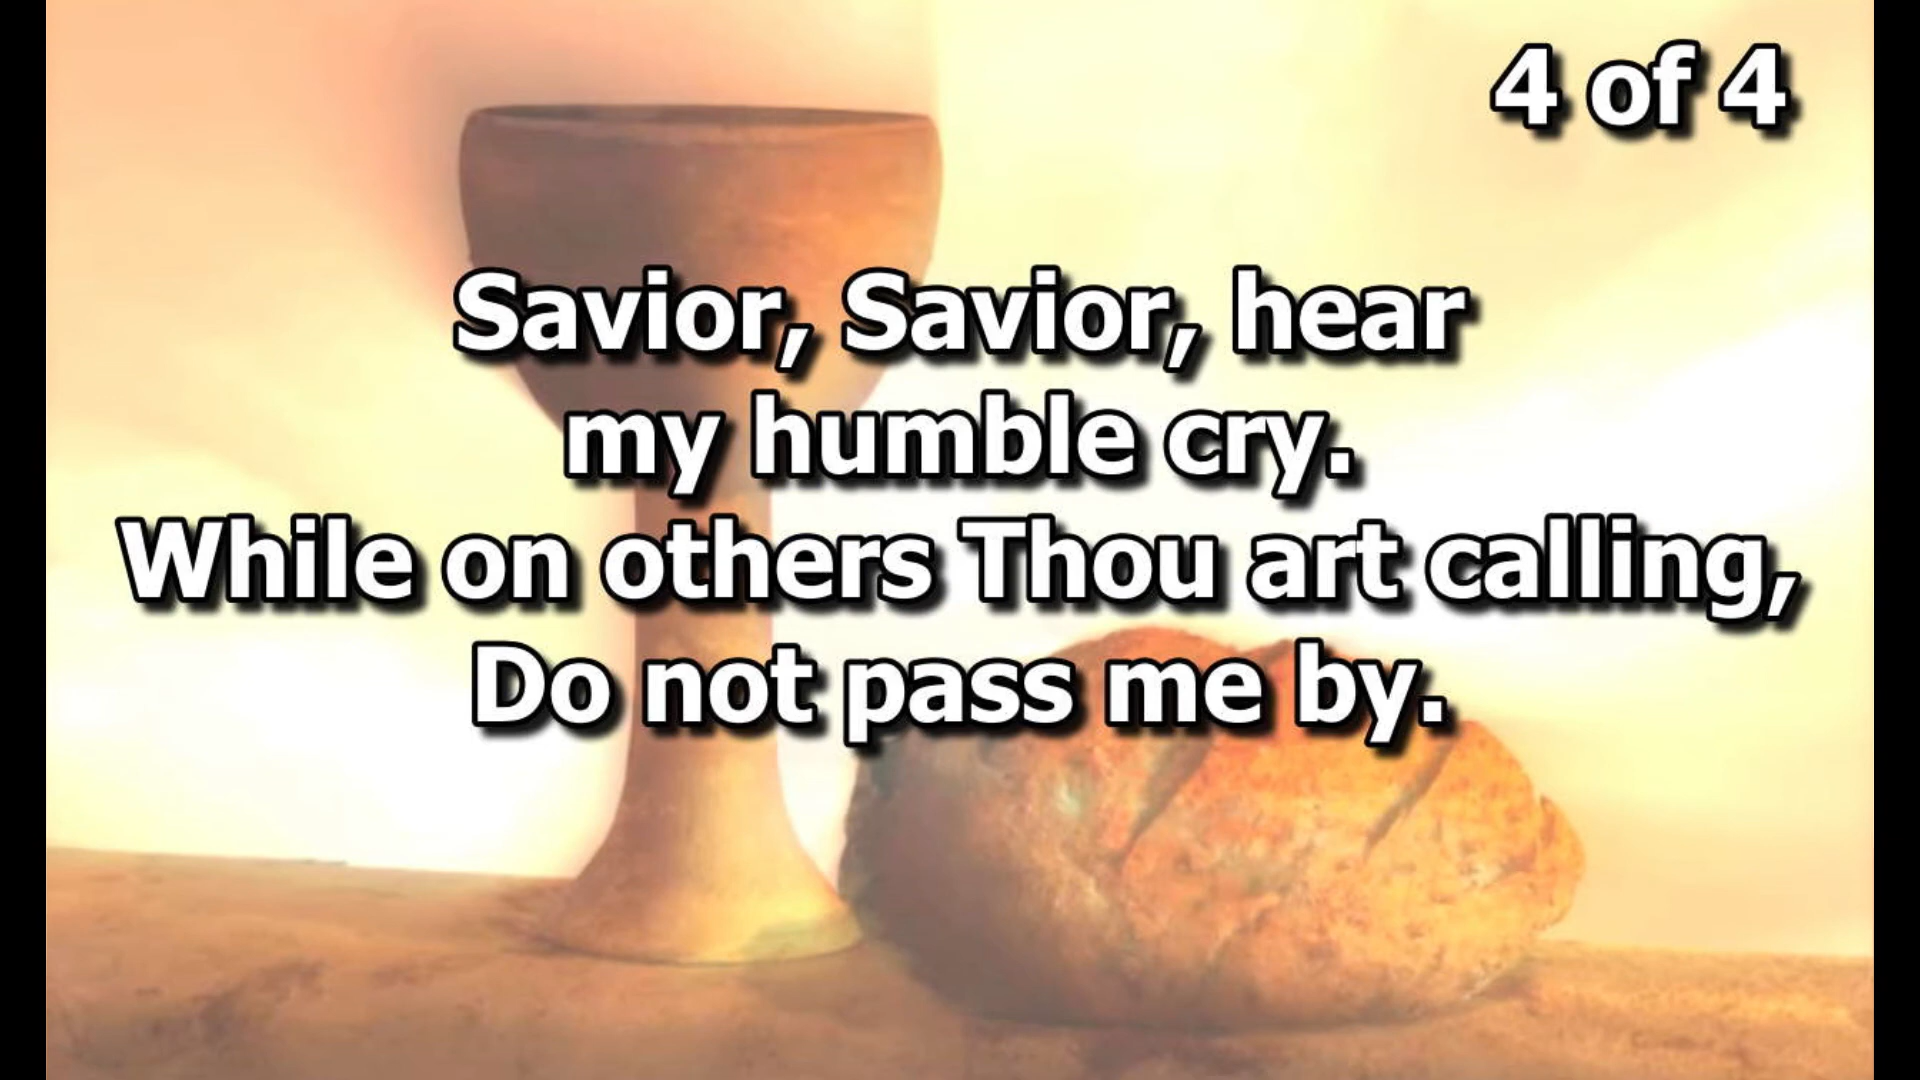 4 of 4
Savior, Savior, hear
my humble cry.
While on others Thou art calling,
Do not pass me by.